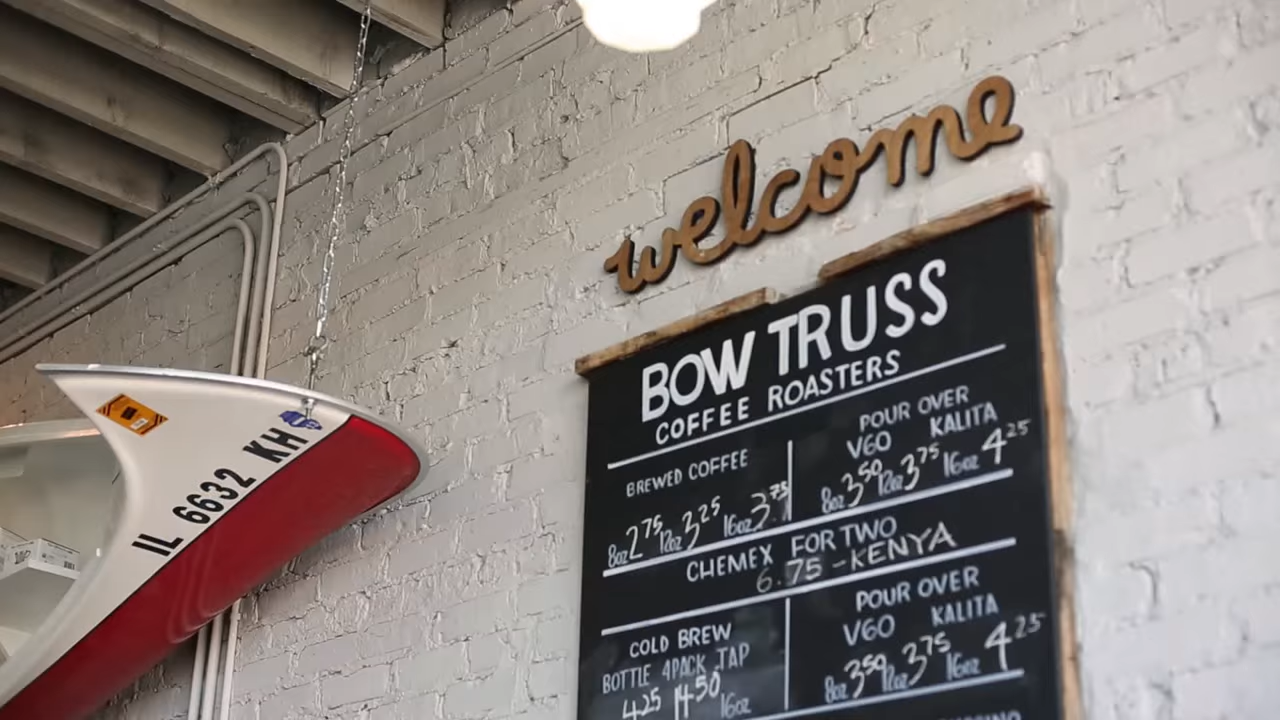 welcome
BOW TRUSS
COFFEE ROASTERS
BREWED COFFEE
8oz 2.75 12oz 3.25 16oz 3.75
POUR OVER
V60 KALITA
8oz 3.50 12oz 3.75 16oz 4.25
CHEMEX FOR TWO
6.75 - KENYA
COLD BREW
BOTTLE 4PACK TAP
4.25 14.50 16oz
POUR OVER
V60 KALITA
8oz 3.50 12oz 3.75 16oz 4.25
IL 6632 KH